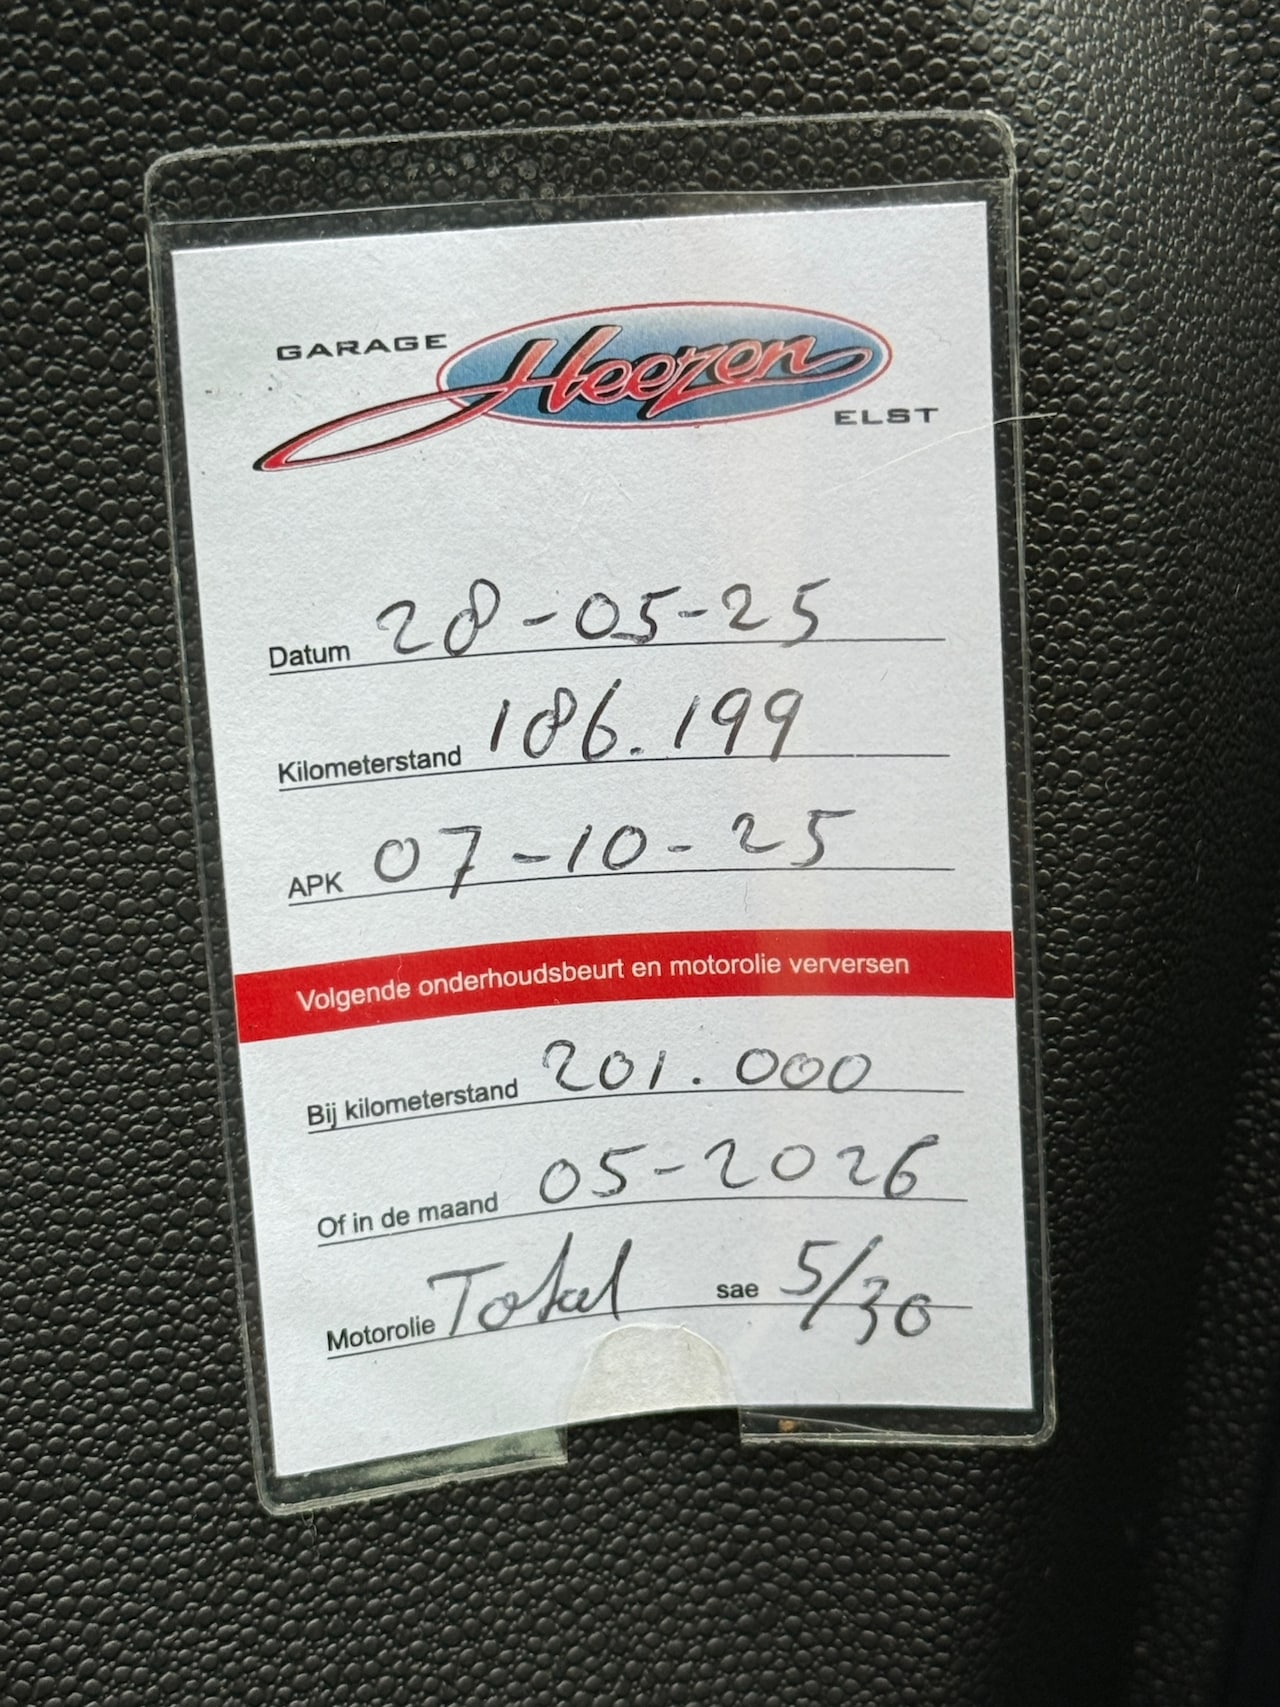 GARAGE
Heezen
ELST
Datum 28-05-25
Kilometerstand 186.199
APK 07-10-25
Volgende onderhoudsbeurt en motorolie verversen
Bij kilometerstand 201.000
Of in de maand 05-2026
Motorolie Total sae 5/30